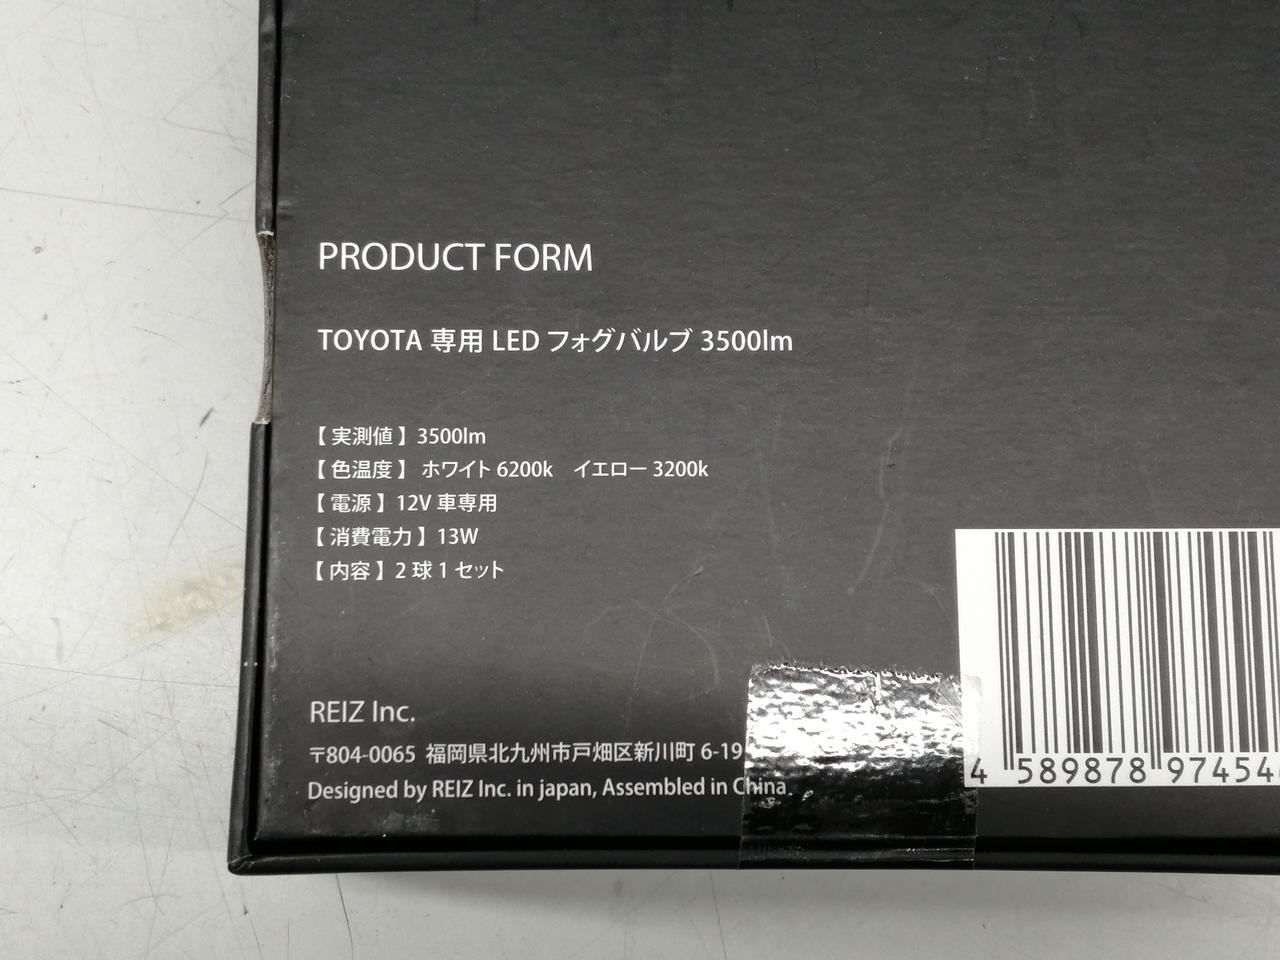 PRODUCT FORM
TOYOTA 専用 LED フォグバルブ 3500lm
【 実測値 】 3500lm
【 色温度 】 ホワイト 6200k　イエロー 3200k
【 電源 】 12V 車専用
【 消費電力 】 13W
【 内容 】 2 球 1 セット
REIZ Inc.
〒804-0065 福岡県北九州市戸畑区新川町 6-19
Designed by REIZ Inc. in japan, Assembled in China.
4 589878 97454